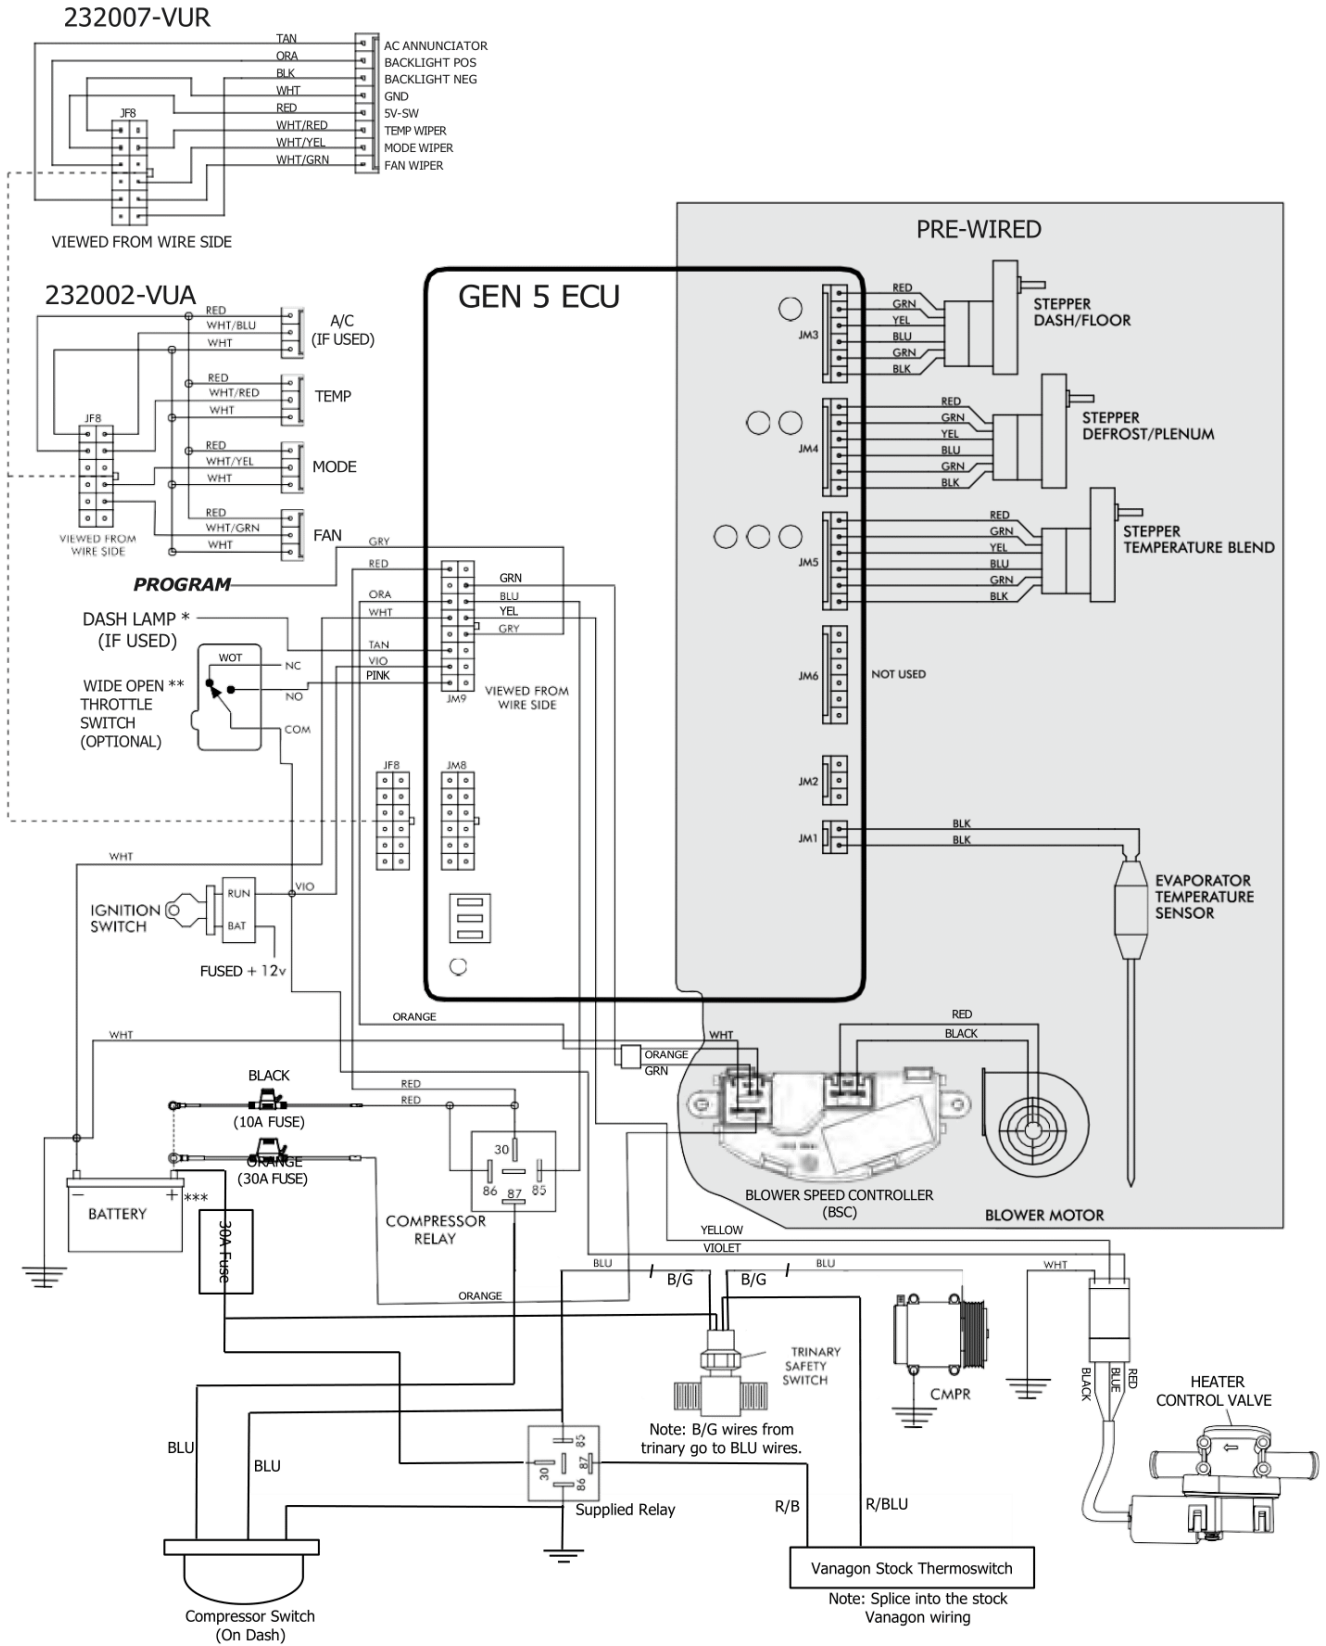 232007-VUR
TAN
AC ANNUNCIATOR
ORA
BACKLIGHT POS
BLK
BACKLIGHT NEG
WHT
GND
RED
5V-SW
WHT/RED
TEMP WIPER
WHT/YEL
MODE WIPER
WHT/GRN
FAN WIPER
JF8
VIEWED FROM WIRE SIDE
232002-VUA
RED
WHT/BLU
WHT
A/C
(IF USED)
RED
WHT/RED
WHT
TEMP
RED
WHT/YEL
WHT
MODE
RED
WHT/GRN
WHT
FAN
JF8
VIEWED FROM
WIRE SIDE
GEN 5 ECU
PRE-WIRED
JM3
RED
GRN
YEL
BLU
GRN
BLK
STEPPER
DASH/FLOOR
JM4
RED
GRN
YEL
BLU
GRN
BLK
STEPPER
DEFROST/PLENUM
JM5
RED
GRN
YEL
BLU
GRN
BLK
STEPPER
TEMPERATURE BLEND
JM6
NOT USED
JM2
JM1
BLK
BLK
EVAPORATOR
TEMPERATURE
SENSOR
PROGRAM
GRY
RED
ORA
WHT
TAN
VIO
PINK
GRN
BLU
YEL
GRY
JM9
VIEWED FROM
WIRE SIDE
DASH LAMP *
(IF USED)
WOT
NC
NO
COM
WIDE OPEN **
THROTTLE
SWITCH
(OPTIONAL)
JF8
JM8
WHT
IGNITION
SWITCH
RUN
BAT
VIO
FUSED + 12v
ORANGE
WHT
WHT
ORANGE
GRN
RED
BLACK
BLACK
(10A FUSE)
RED
RED
ORANGE
(30A FUSE)
BATTERY
−
+
***
30A Fuse
30
86
87
85
COMPRESSOR
RELAY
BLOWER SPEED CONTROLLER
(BSC)
BLOWER MOTOR
YELLOW
VIOLET
ORANGE
BLU
B/G
B/G
BLU
WHT
TRINARY
SAFETY
SWITCH
CMPR
Note: B/G wires from
trinary go to BLU wires.
BLACK
BLUE
RED
HEATER
CONTROL VALVE
BLU
BLU
85
30
87
86
Supplied Relay
R/B
R/BLU
Vanagon Stock Thermoswitch
Note: Splice into the stock
Vanagon wiring
Compressor Switch
(On Dash)